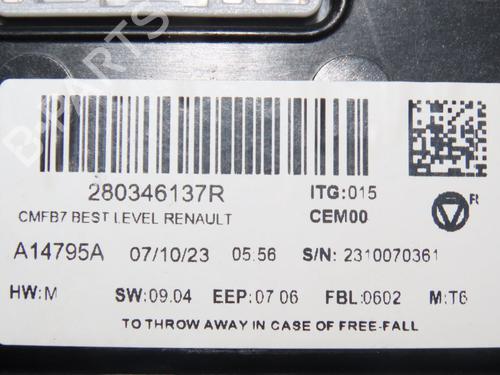 280346137R
ITG:015
CMFB7 BEST LEVEL RENAULT
CEM00
R
A14795A 07/10/23 05:56 S/N: 2310070361
HW:M SW:09.04 EEP:07 06 FBL:0602 M:T6
TO THROW AWAY IN CASE OF FREE-FALL
B-PARTS